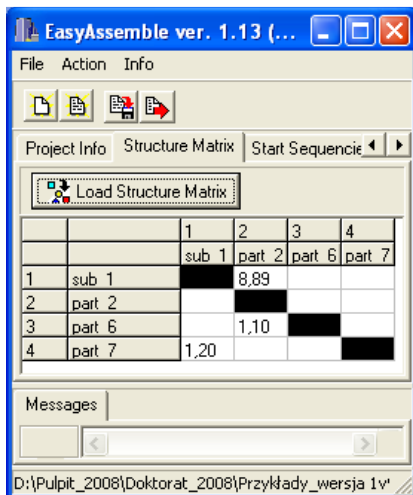 EasyAssemble ver. 1.13 (...
File Action Info
Project Info Structure Matrix Start Sequencie
Load Structure Matrix
1 2 3 4
sub 1 part 2 part 6 part 7
1 sub 1 8,89
2 part 2
3 part 6 1,10
4 part 7 1,20
Messages
D:\Pulpit_2008\Doktorat_2008\Przykłady_wersja 1v